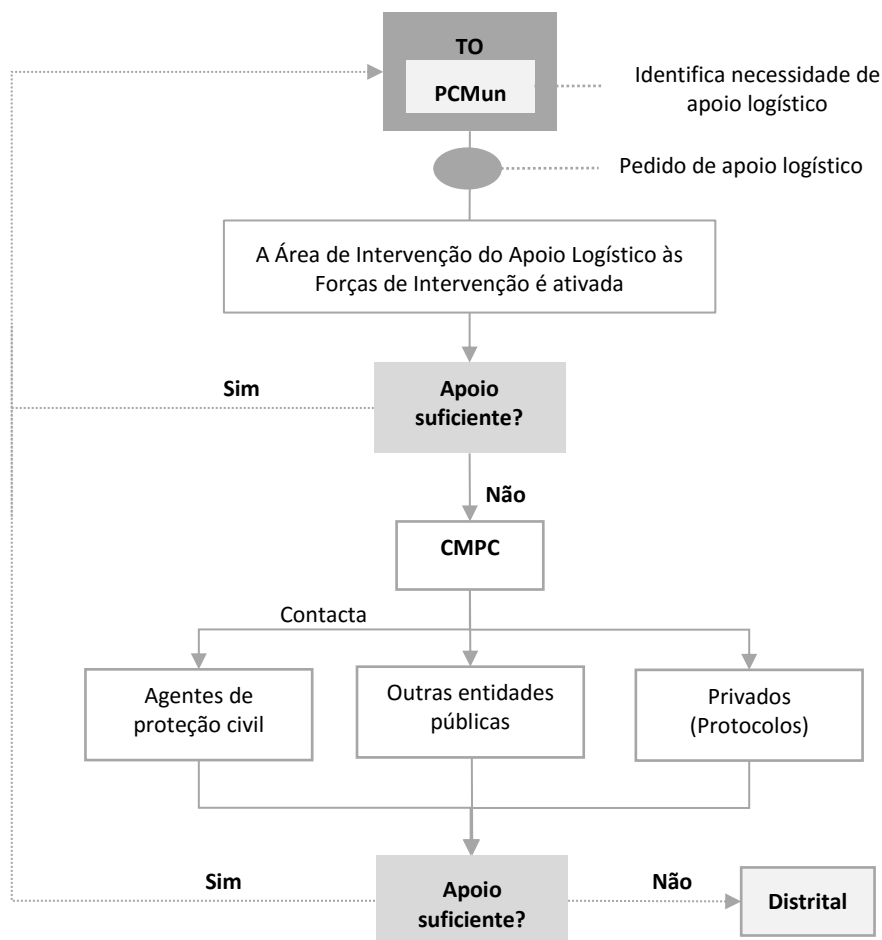 TO
PCMun
Identifica necessidade de
apoio logístico
Pedido de apoio logístico
A Área de Intervenção do Apoio Logístico às
Forças de Intervenção é ativada
Sim
Apoio
suficiente?
Não
CMPC
Contacta
Agentes de
proteção civil
Outras entidades
públicas
Privados
(Protocolos)
Sim
Apoio
suficiente?
Não
Distrital